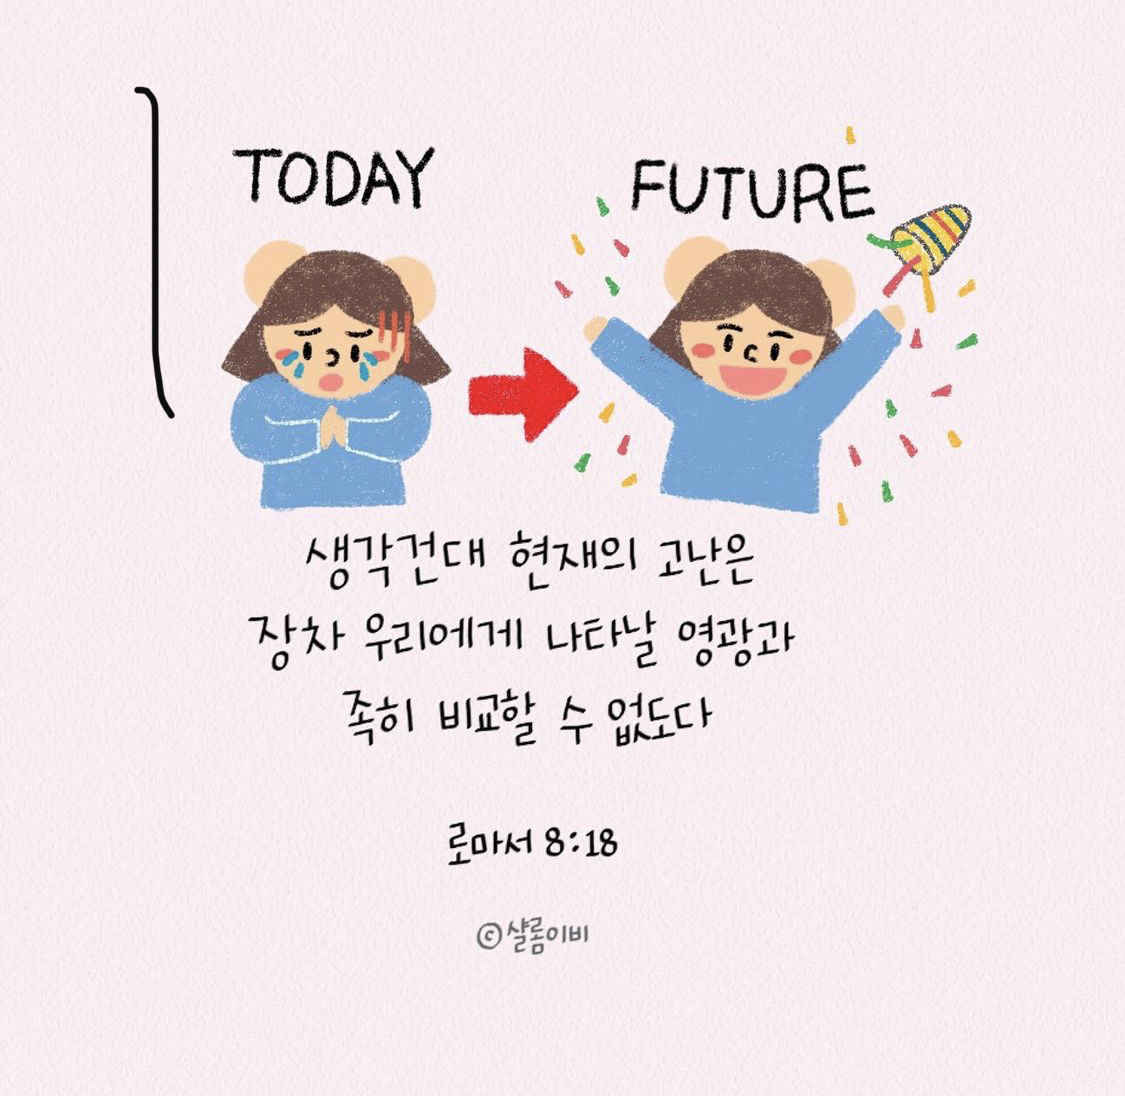 TODAY
FUTURE
생각건대 현재의 고난은
장차 우리에게 나타날 영광과
족히 비교할 수 없도다
로마서 8:18
©샬롬이비